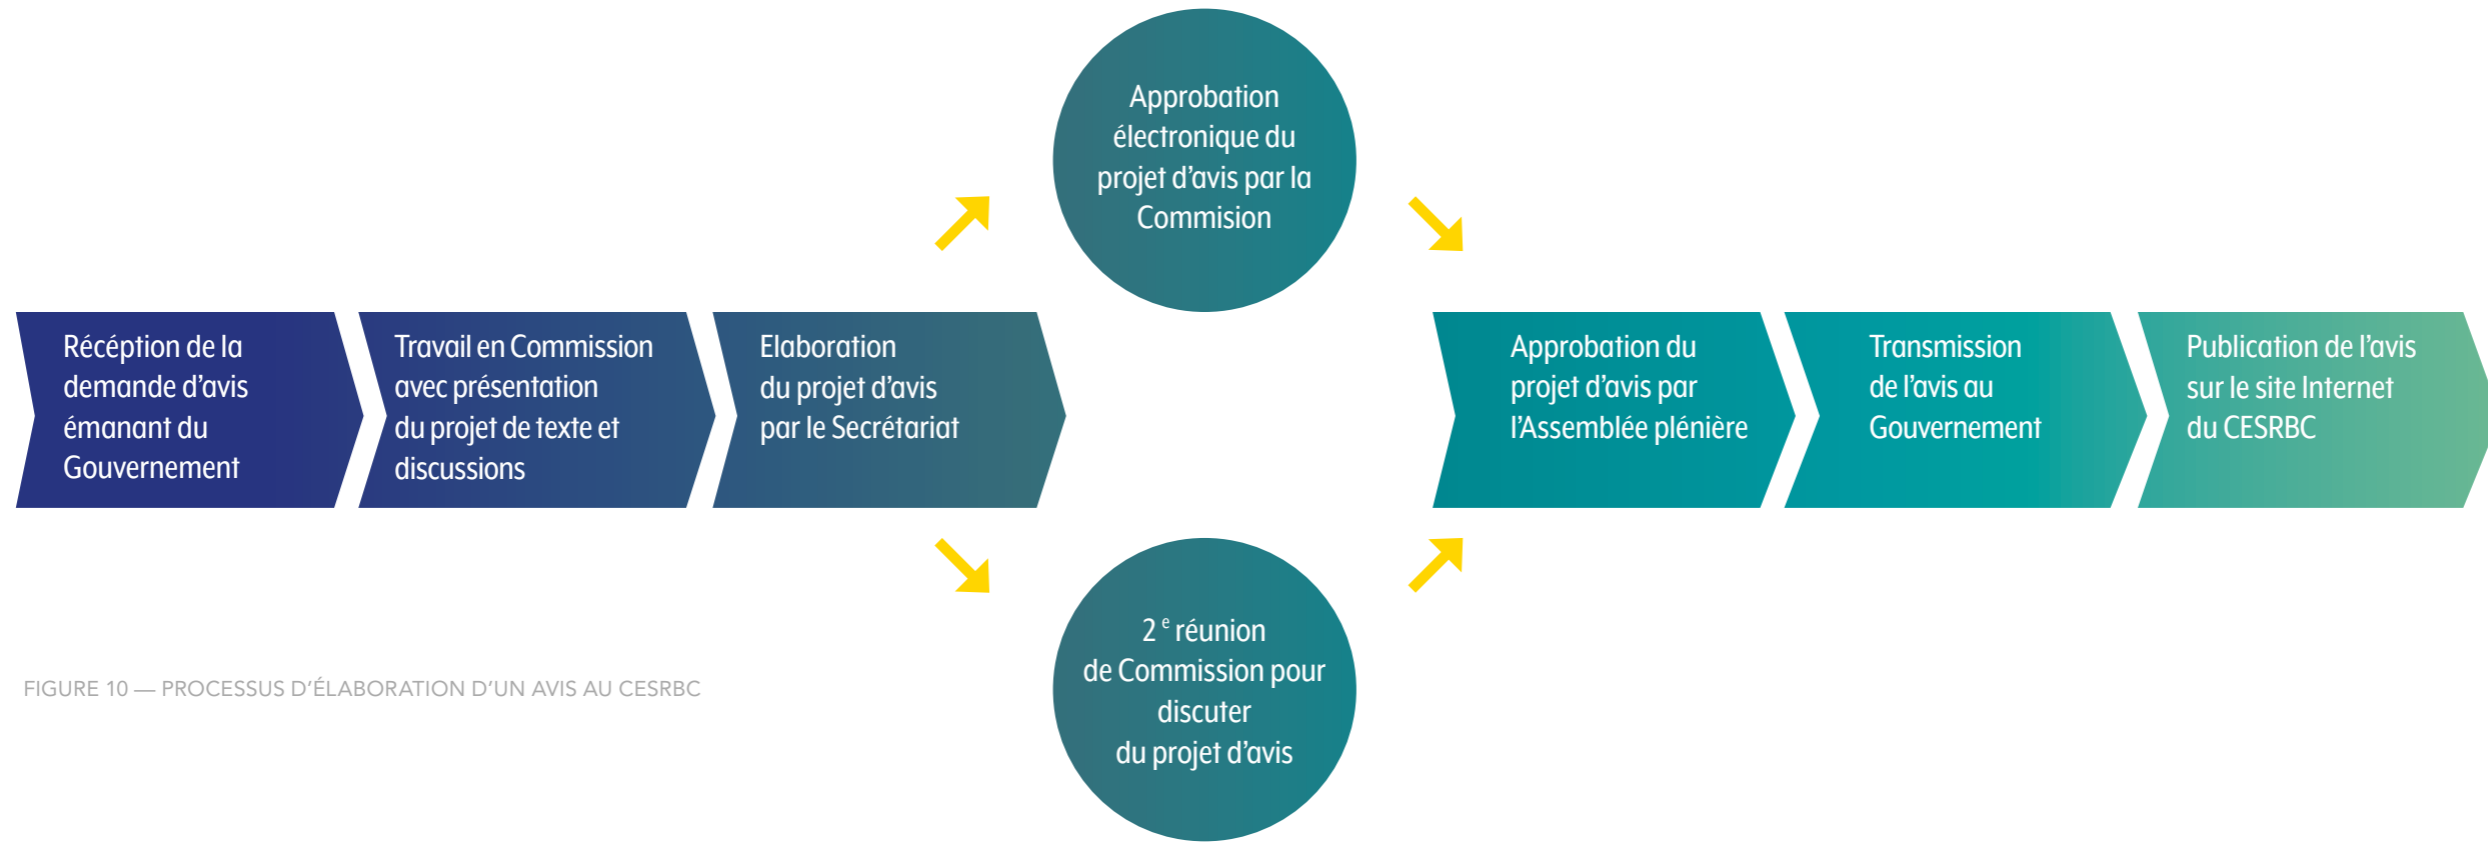 Approbation
électronique du
projet d’avis par la
Commision
Récéption de la
demande d’avis
émanant du
Gouvernement
Travail en Commission
avec présentation
du projet de texte et
discussions
Elaboration
du projet d’avis
par le Secrétariat
Approbation du
projet d’avis par
l’Assemblée plénière
Transmission
de l’avis au
Gouvernement
Publication de l’avis
sur le site Internet
du CESRBC
2 e réunion
de Commission pour
discuter
du projet d’avis
FIGURE 10 — PROCESSUS D’ÉLABORATION D’UN AVIS AU CESRBC